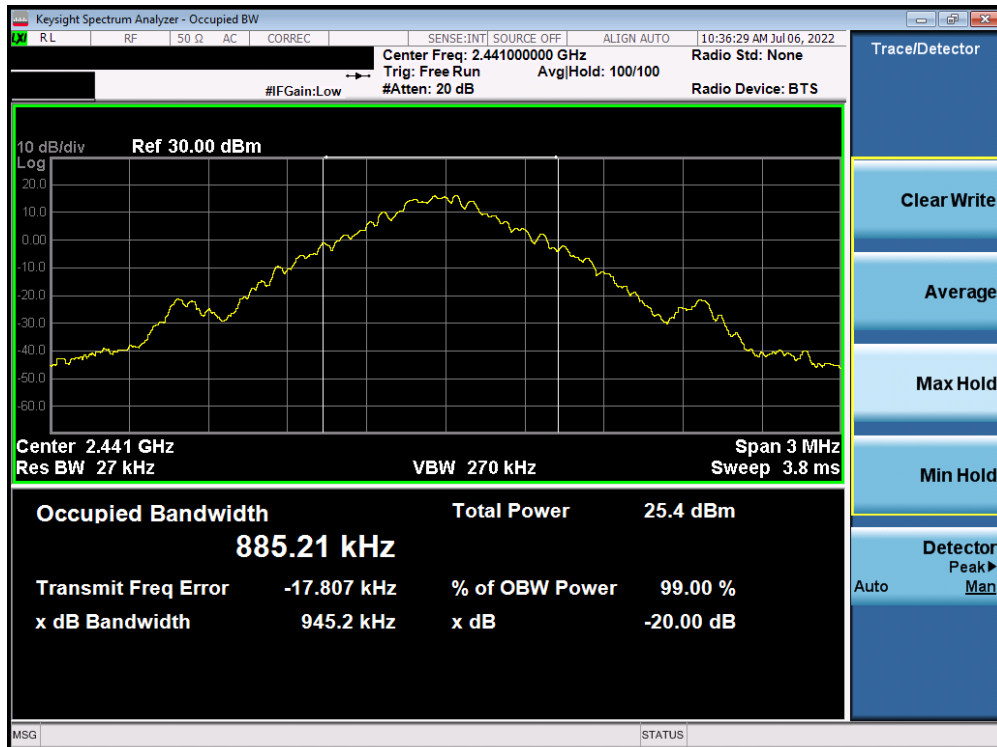 Keysight Spectrum Analyzer - Occupied BW
LXI RL RF 50 Ω AC CORREC SENSE:INT SOURCE OFF ALIGN AUTO 10:36:29 AM Jul 06, 2022
Center Freq: 2.441000000 GHz Radio Std: None
Trig: Free Run Avg|Hold: 100/100
#IFGain:Low #Atten: 20 dB Radio Device: BTS
Trace/Detector
10 dB/div Ref 30.00 dBm
Log
20.0
10.0
0.00
-10.0
-20.0
-30.0
-40.0
-50.0
-60.0
Center 2.441 GHz Span 3 MHz
Res BW 27 kHz VBW 270 kHz Sweep 3.8 ms
Occupied Bandwidth Total Power 25.4 dBm
885.21 kHz
Transmit Freq Error -17.807 kHz % of OBW Power 99.00 %
x dB Bandwidth 945.2 kHz x dB -20.00 dB
Clear Write
Average
Max Hold
Min Hold
Detector
Peak▶
Auto Man
MSG STATUS